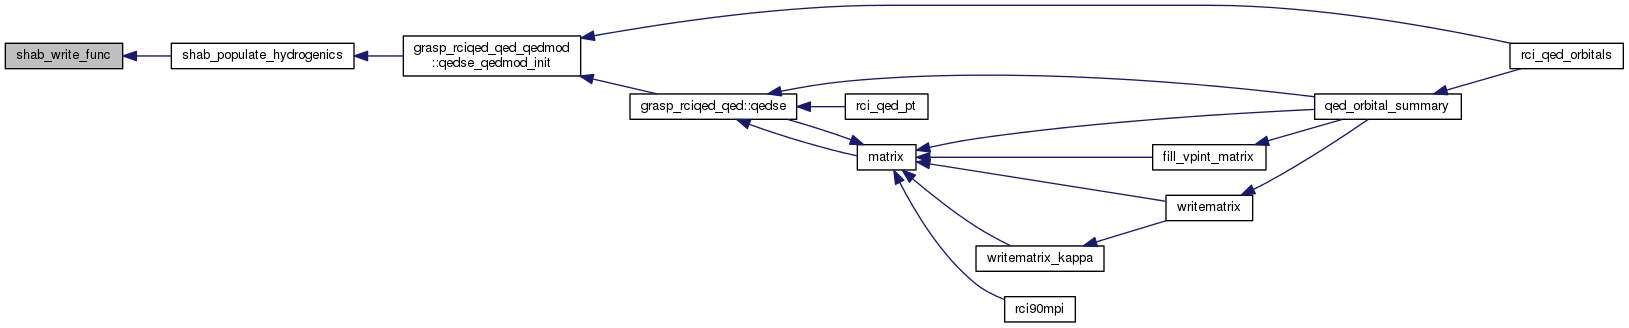 shab_write_func
shab_populate_hydrogenics
grasp_rciqed_qed_qedmod
::qedse_qedmod_init
rci_qed_orbitals
grasp_rciqed_qed::qedse
rci_qed_pt
qed_orbital_summary
matrix
fill_vpint_matrix
writematrix
writematrix_kappa
rci90mpi